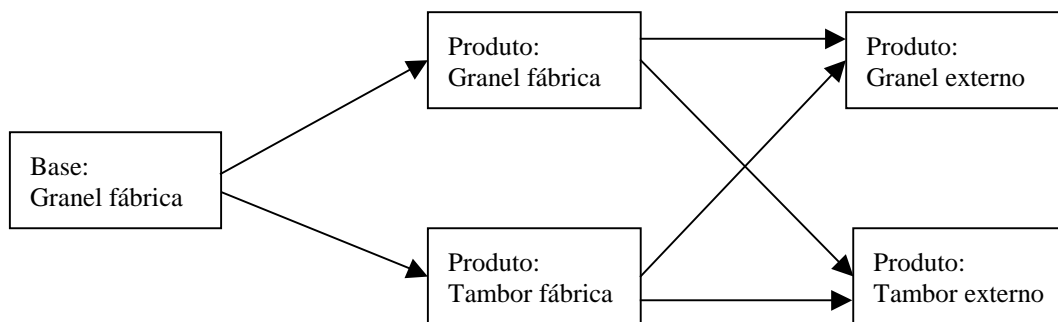 Produto:
Granel fábrica
Produto:
Granel externo
Base:
Granel fábrica
Produto:
Tambor fábrica
Produto:
Tambor externo